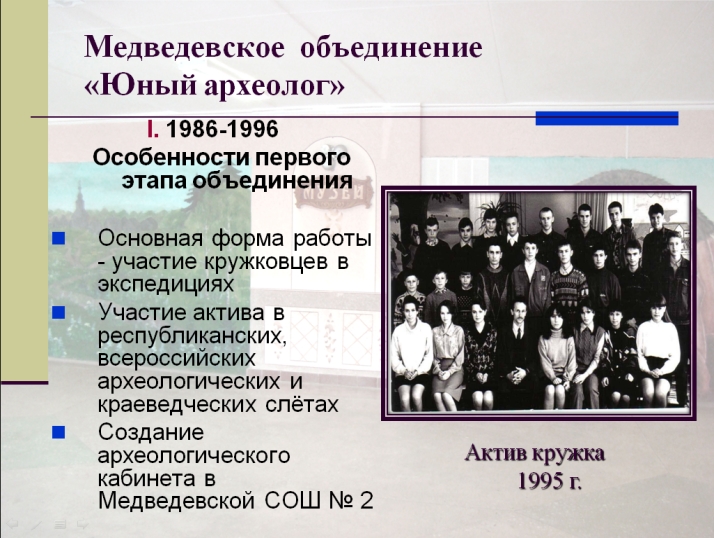 Медведевское объединение
«Юный археолог»
I. 1986-1996
Особенности первого
этапа объединения
Основная форма работы
- участие кружковцев в
экспедициях
Участие актива в
республиканских,
всероссийских
археологических и
краеведческих слётах
Создание
археологического
кабинета в
Медведевской СОШ № 2
Актив кружка
1995 г.